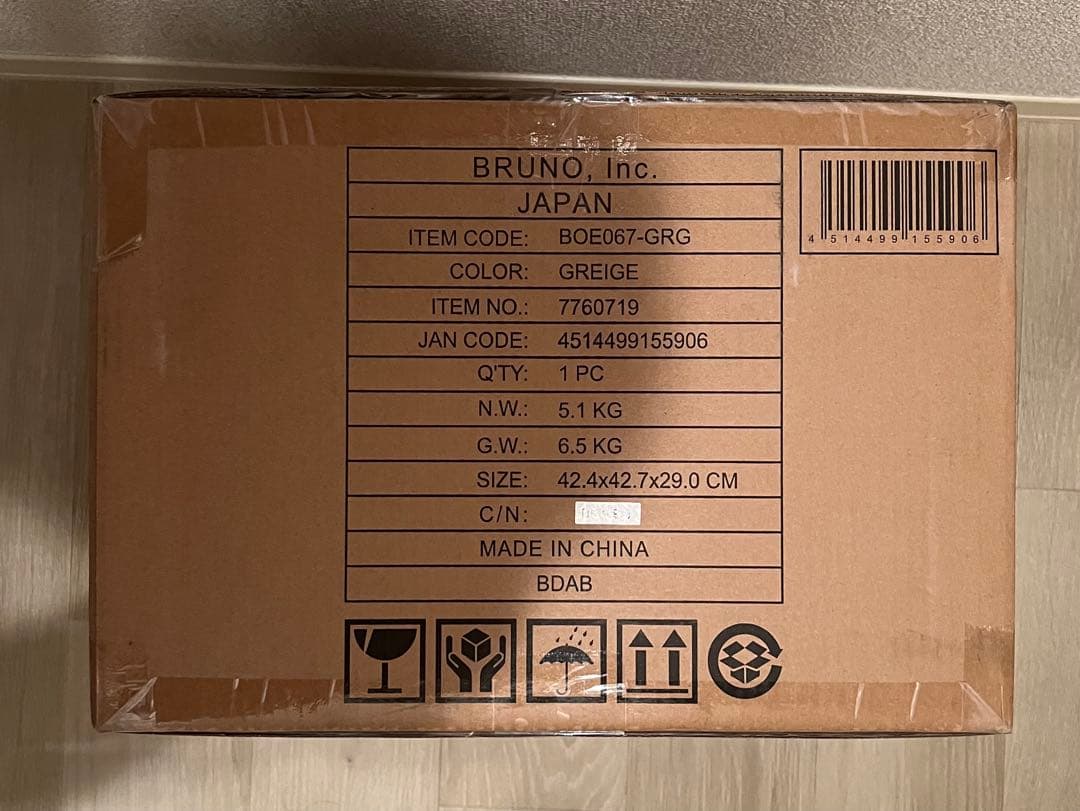 BRUNO, Inc.
JAPAN
ITEM CODE: BOE067-GRG
COLOR: GREIGE
ITEM NO.: 7760719
JAN CODE: 4514499155906
Q'TY: 1 PC
N.W.: 5.1 KG
G.W.: 6.5 KG
SIZE: 42.4x42.7x29.0 CM
C/N:
MADE IN CHINA
BDAB
4 514499 155906